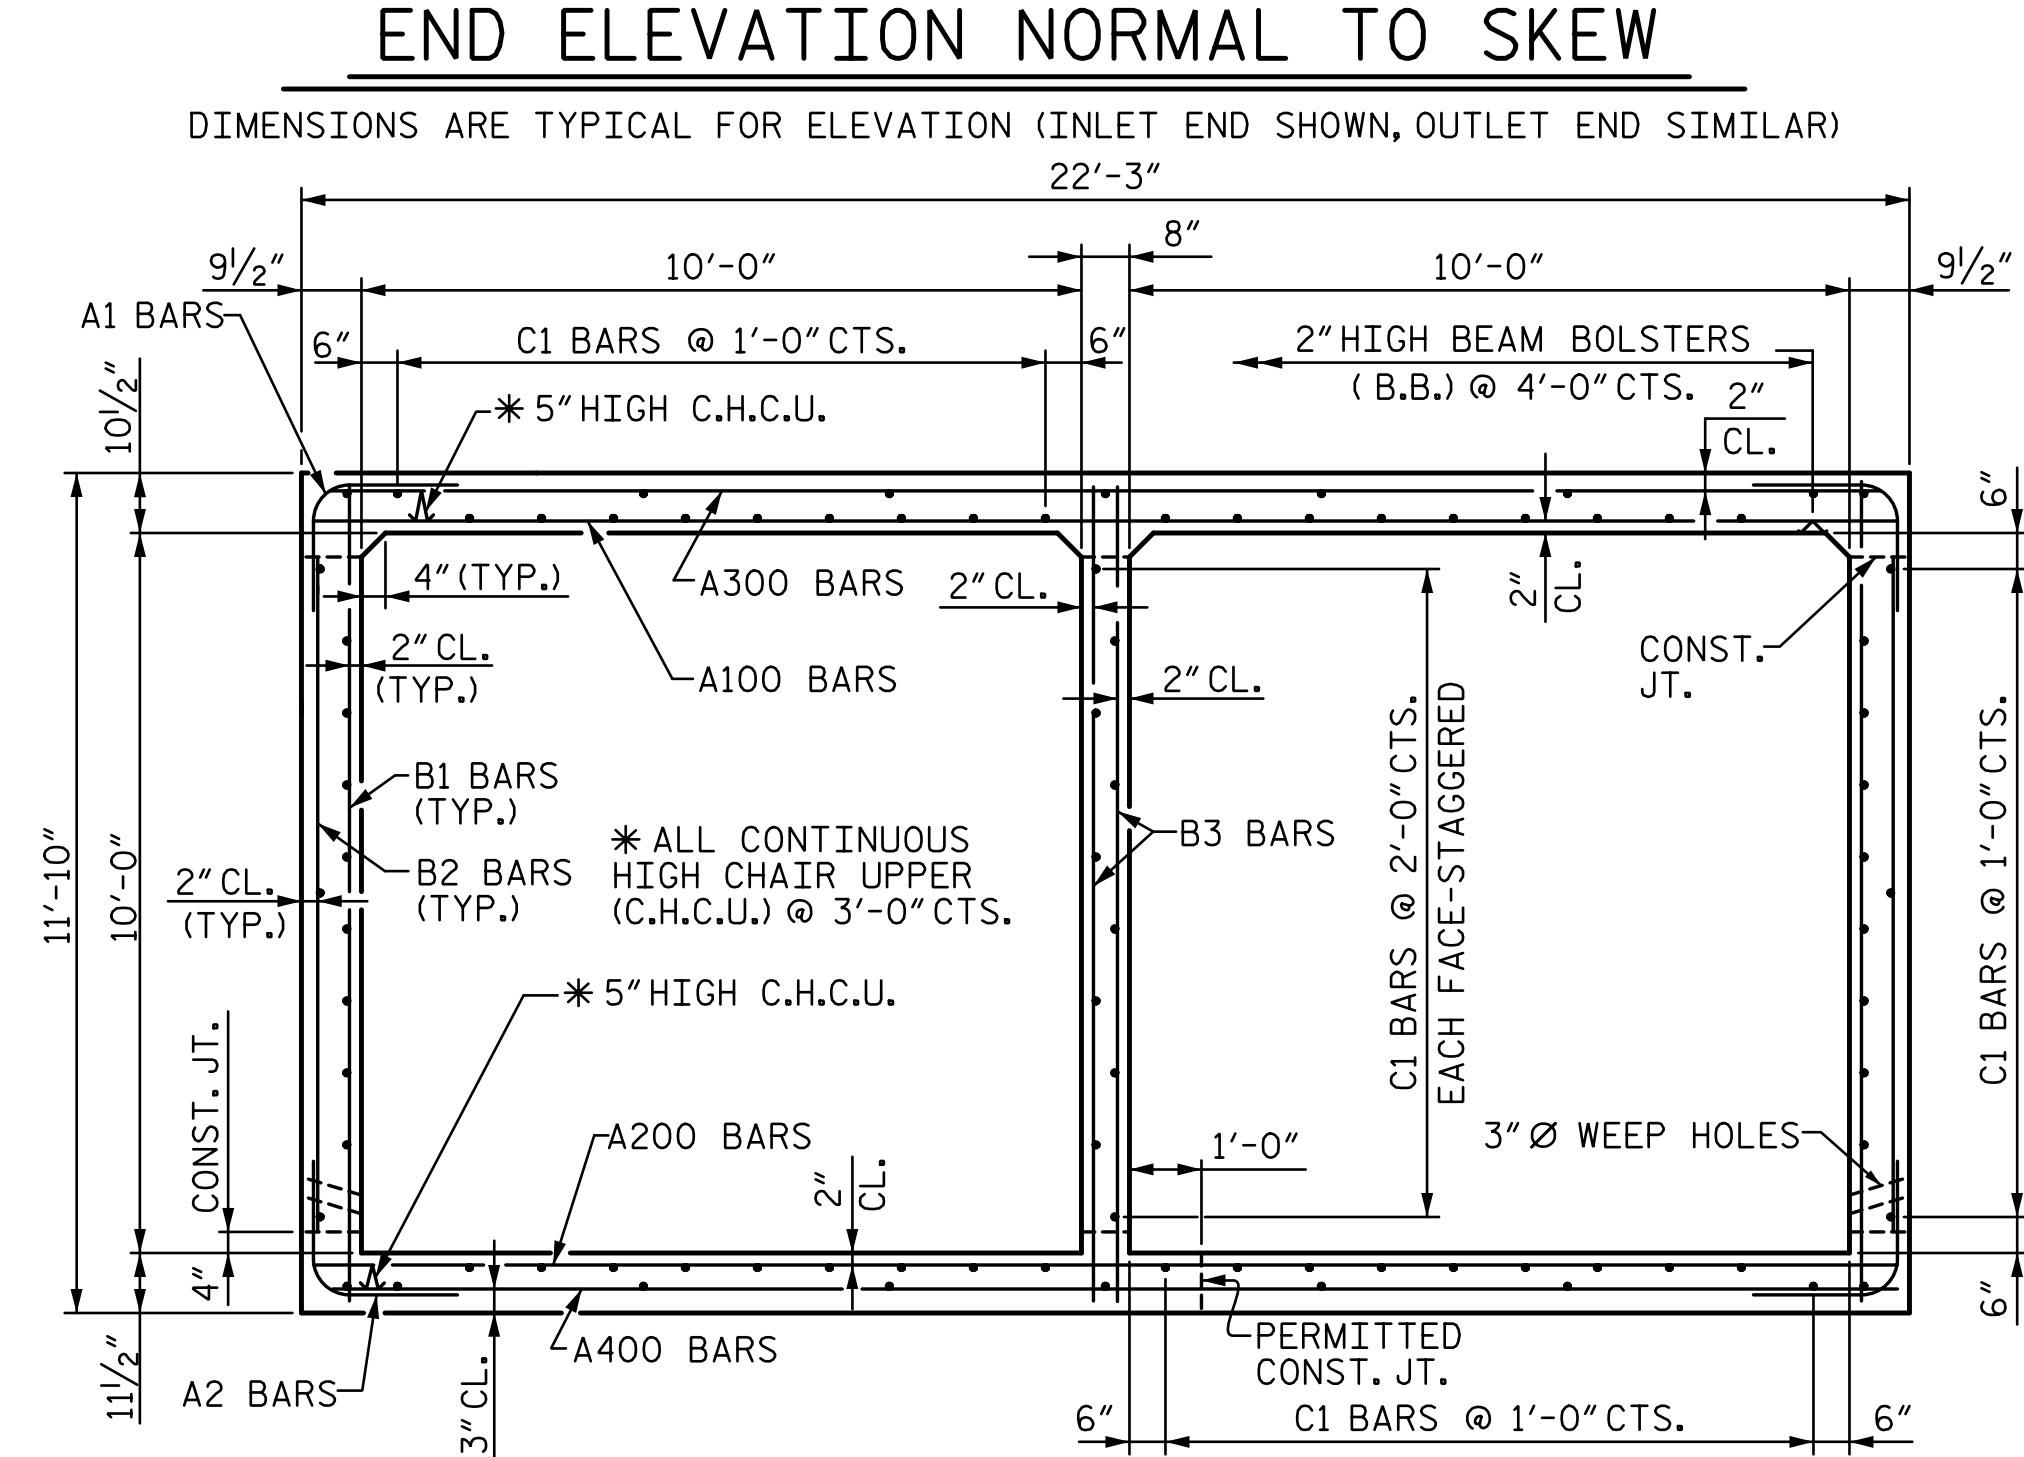 END ELEVATION NORMAL TO SKEW
DIMENSIONS ARE TYPICAL FOR ELEVATION (INLET END SHOWN, OUTLET END SIMILAR)
22'-3"
8"
9½"
10'-0"
10'-0"
9½"
A1 BARS
6"
C1 BARS @ 1'-0" CTS.
6"
2" HIGH BEAM BOLSTERS
(B.B.) @ 4'-0" CTS.
10½"
* 5" HIGH C.H.C.U.
2"
CL.
6"
4" (TYP.)
A300 BARS
2" CL.
2"
CL.
2" CL.
(TYP.)
A100 BARS
2" CL.
CONST.
JT.
B1 BARS
(TYP.)
B2 BARS
(TYP.)
* ALL CONTINUOUS
HIGH CHAIR UPPER
(C.H.C.U.) @ 3'-0" CTS.
B3 BARS
C1 BARS @ 2'-0" CTS.
EACH FACE-STAGGERED
C1 BARS @ 1'-0" CTS.
11'-10"
10'-0"
2" CL.
(TYP.)
* 5" HIGH C.H.C.U.
CONST. JT.
A200 BARS
2"
CL.
1'-0"
3" Ø WEEP HOLES
4"
6"
11½"
A2 BARS
3" CL.
A400 BARS
PERMITTED
CONST. JT.
6"
C1 BARS @ 1'-0" CTS.
6"